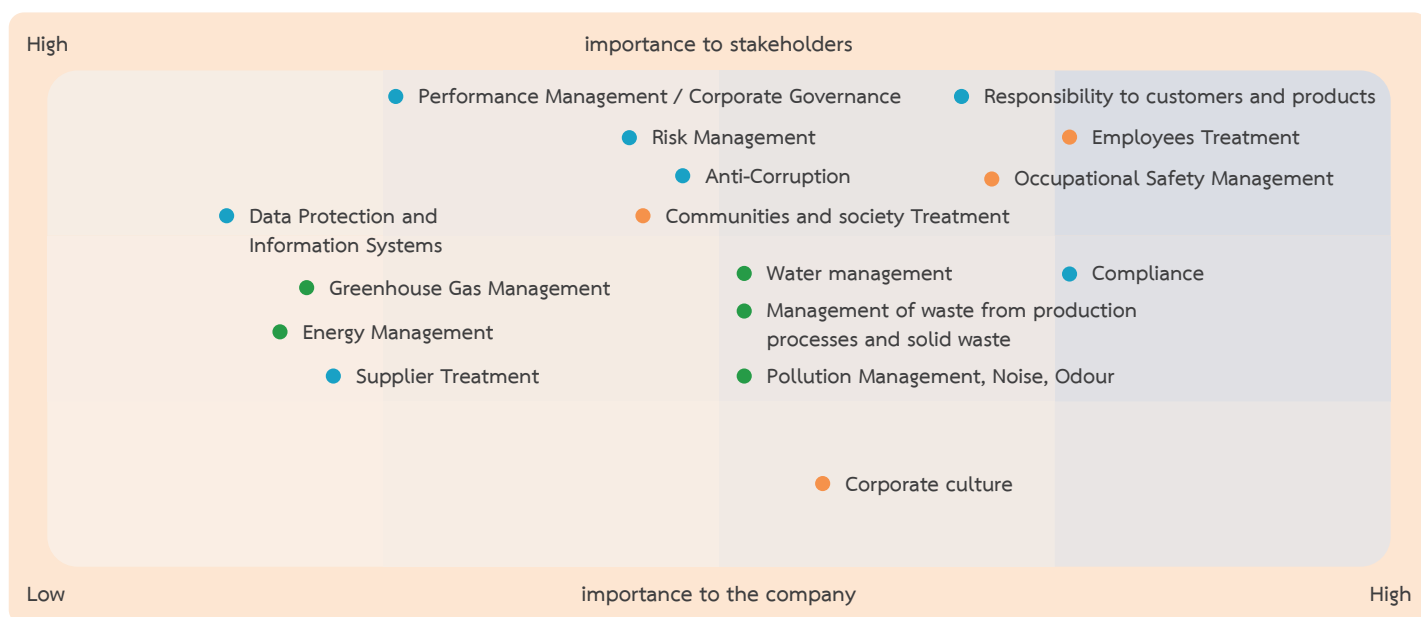 High
importance to stakeholders
Performance Management / Corporate Governance
Responsibility to customers and products
Risk Management
Employees Treatment
Anti-Corruption
Occupational Safety Management
Data Protection and
Information Systems
Communities and society Treatment
Water management
Compliance
Greenhouse Gas Management
Management of waste from production
processes and solid waste
Energy Management
Supplier Treatment
Pollution Management, Noise, Odour
Corporate culture
Low
importance to the company
High